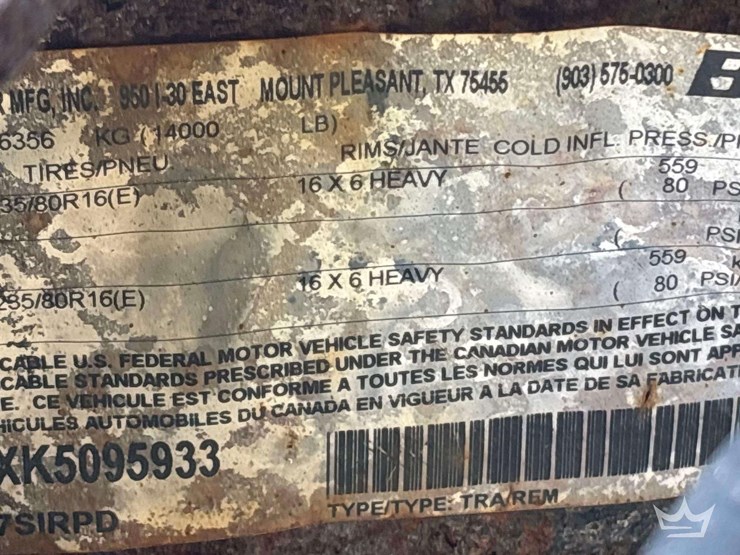 R MFG, INC. 950 I-30 EAST MOUNT PLEASANT, TX 75455 (903) 575-0300 B
6356 KG (14000 LB)
TIRES/PNEU RIMS/JANTE COLD INFL. PRESS./P
35/80R16(E) 16 X 6 HEAVY 559
( 80 PS
( PSI
235/80R16(E) 16 X 6 HEAVY 559 K
( 80 PSI/
CABLE U.S. FEDERAL MOTOR VEHICLE SAFETY STANDARDS IN EFFECT ON T
CABLE STANDARDS PRESCRIBED UNDER THE CANADIAN MOTOR VEHICLE SA
E. CE VEHICULE EST CONFORME A TOUTES LES NORMES QUI LUI SONT APP
HICULES AUTOMOBILES DU CANADA EN VIGUEUR A LA DATE DE SA FABRICATI
XK5095933
7SIRPD TYPE/TYPE: TRA/REM